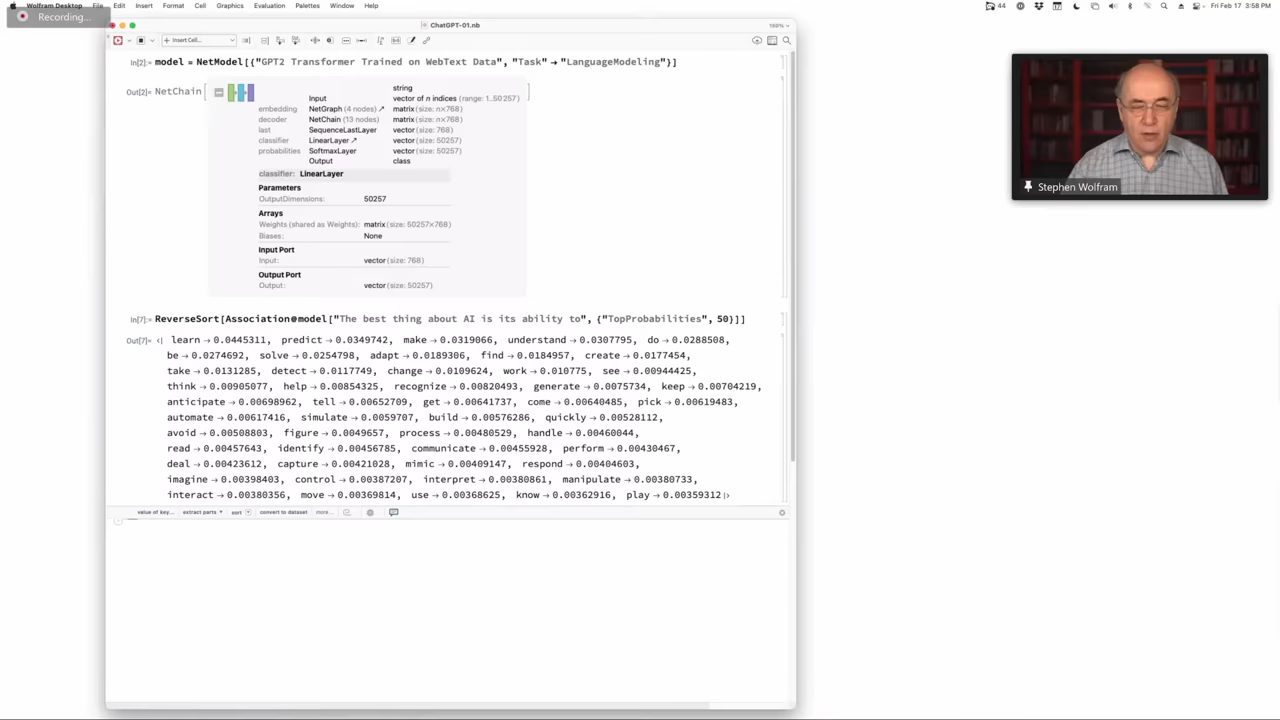 Wolfram Desktop File Edit Insert Format Cell Graphics Evaluation Palettes Window Help 44 Fri Feb 17 3:58 PM
Recording...
ChatGPT-01.nb
150%
Insert Cell...
In[2]:= model = NetModel[{"GPT2 Transformer Trained on WebText Data", "Task" → "LanguageModeling"}]
Out[2]= NetChain
string
Input vector of n indices (range: 1..50257)
embedding NetGraph (4 nodes) ↗ matrix (size: n×768)
decoder NetChain (13 nodes) matrix (size: n×768)
last SequenceLastLayer vector (size: 768)
classifier LinearLayer ↗ vector (size: 50257)
probabilities SoftmaxLayer vector (size: 50257)
Output class
classifier: LinearLayer
Parameters
OutputDimensions: 50257
Arrays
Weights (shared as Weights): matrix (size: 50257×768)
Biases: None
Input Port
Input: vector (size: 768)
Output Port
Output: vector (size: 50257)
In[7]:= ReverseSort[Association@model["The best thing about AI is its ability to", {"TopProbabilities", 50}]]
Out[7]= <| learn → 0.0445311, predict → 0.0349742, make → 0.0319066, understand → 0.0307795, do → 0.0288508,
be → 0.0274692, solve → 0.0254798, adapt → 0.0189306, find → 0.0184957, create → 0.0177454,
take → 0.0131285, detect → 0.0117749, change → 0.0109624, work → 0.010775, see → 0.00944425,
think → 0.00905077, help → 0.00854325, recognize → 0.00820493, generate → 0.0075734, keep → 0.00704219,
anticipate → 0.00698962, tell → 0.00652709, get → 0.00641737, come → 0.00640485, pick → 0.00619483,
automate → 0.00617416, simulate → 0.0059707, build → 0.00576286, quickly → 0.00528112,
avoid → 0.00508803, figure → 0.0049657, process → 0.00480529, handle → 0.00460044,
read → 0.00457643, identify → 0.00456785, communicate → 0.00455928, perform → 0.00430467,
deal → 0.00423612, capture → 0.00421028, mimic → 0.00409147, respond → 0.00404603,
imagine → 0.00398403, control → 0.00387207, interpret → 0.00380861, manipulate → 0.00380733,
interact → 0.00380356, move → 0.00369814, use → 0.00368625, know → 0.00362916, play → 0.00359312 |>
value of key... extract parts sort convert to dataset more...
Stephen Wolfram